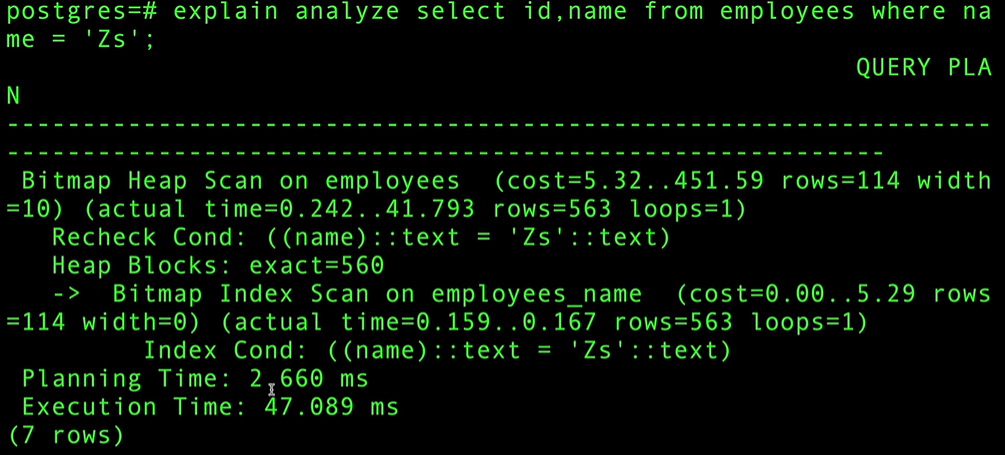 postgres=# explain analyze select id,name from employees where na
me = 'Zs';
QUERY PLA
N
-----------------------------------------------------------------
----------------------------------------------------------
Bitmap Heap Scan on employees  (cost=5.32..451.59 rows=114 width
=10) (actual time=0.242..41.793 rows=563 loops=1)
Recheck Cond: ((name)::text = 'Zs'::text)
Heap Blocks: exact=560
->  Bitmap Index Scan on employees_name  (cost=0.00..5.29 rows
=114 width=0) (actual time=0.159..0.167 rows=563 loops=1)
Index Cond: ((name)::text = 'Zs'::text)
Planning Time: 2.660 ms
Execution Time: 47.089 ms
(7 rows)